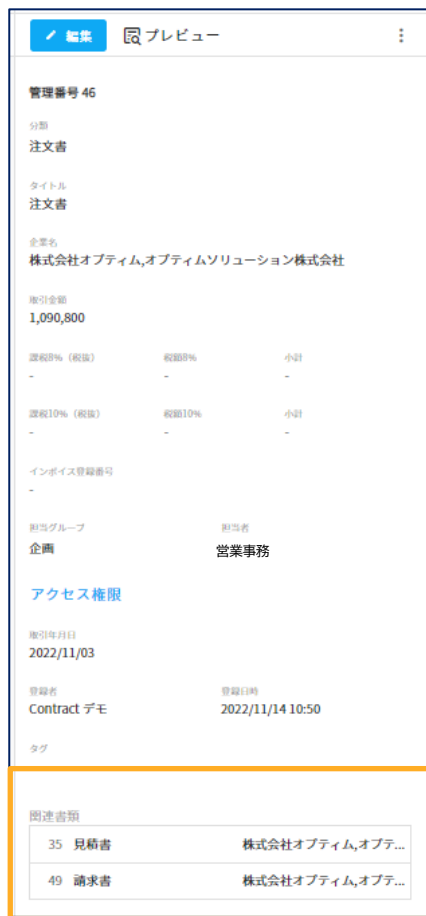 編集 プレビュー
管理番号 46
分類
注文書
タイトル
注文書
企業名
株式会社オプティム,オプティムソリューション株式会社
取引金額
1,090,800
課税8%（税抜） 税額8% 小計
- - -
課税10%（税抜） 税額10% 小計
- - -
インボイス登録番号
-
担当グループ 担当者
企画 営業事務
アクセス権限
取引年月日
2022/11/03
登録者 登録日時
Contract デモ 2022/11/14 10:50
タグ
関連書類
35 見積書 株式会社オプティム,オプテ...
49 請求書 株式会社オプティム,オプテ...